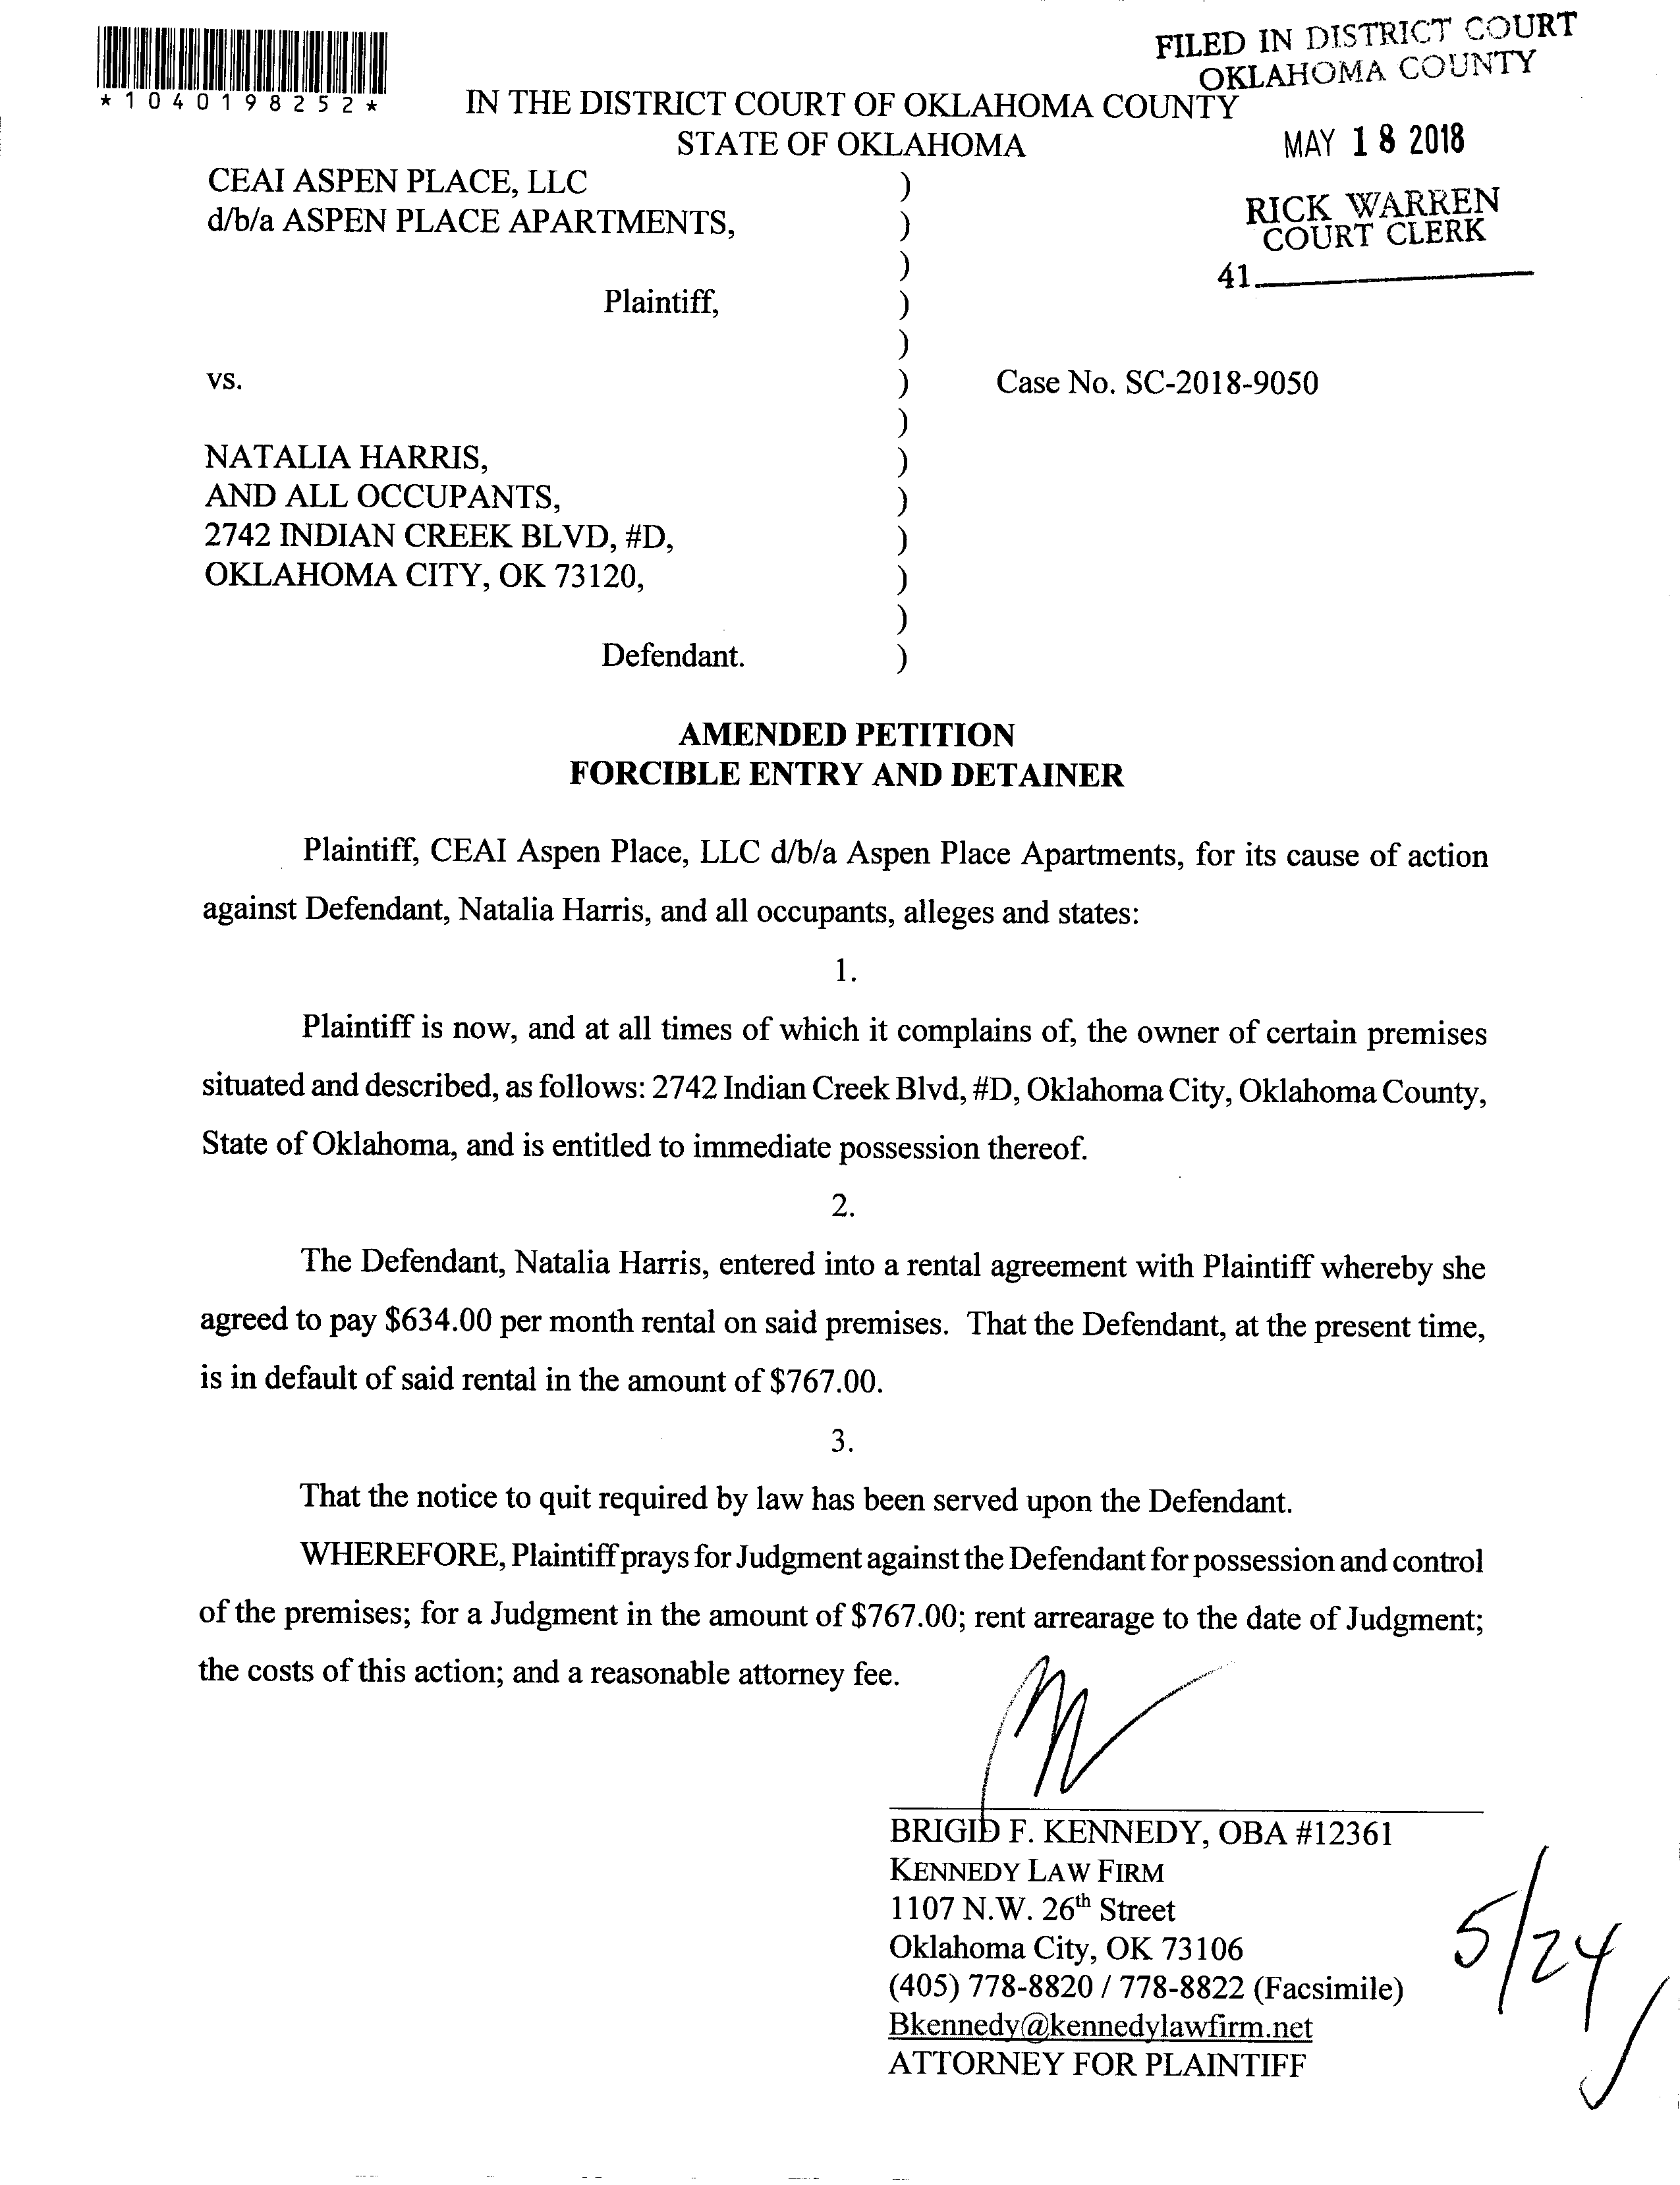 FILED IN DISTRICT COURT
OKLAHOMA COUNTY
*1040198252*
IN THE DISTRICT COURT OF OKLAHOMA COUNTY
STATE OF OKLAHOMA
MAY 18 2018
CEAI ASPEN PLACE, LLC )
d/b/a ASPEN PLACE APARTMENTS, )
RICK WARREN
COURT CLERK
)
41
Plaintiff, )
)
vs. ) Case No. SC-2018-9050
)
NATALIA HARRIS, )
AND ALL OCCUPANTS, )
2742 INDIAN CREEK BLVD, #D, )
OKLAHOMA CITY, OK 73120, )
)
Defendant. )
AMENDED PETITION
FORCIBLE ENTRY AND DETAINER
Plaintiff, CEAI Aspen Place, LLC d/b/a Aspen Place Apartments, for its cause of action
against Defendant, Natalia Harris, and all occupants, alleges and states:
1.
Plaintiff is now, and at all times of which it complains of, the owner of certain premises
situated and described, as follows: 2742 Indian Creek Blvd, #D, Oklahoma City, Oklahoma County,
State of Oklahoma, and is entitled to immediate possession thereof.
2.
The Defendant, Natalia Harris, entered into a rental agreement with Plaintiff whereby she
agreed to pay $634.00 per month rental on said premises. That the Defendant, at the present time,
is in default of said rental in the amount of $767.00.
3.
That the notice to quit required by law has been served upon the Defendant.
WHEREFORE, Plaintiff prays for Judgment against the Defendant for possession and control
of the premises; for a Judgment in the amount of $767.00; rent arrearage to the date of Judgment;
the costs of this action; and a reasonable attorney fee.
BRIGID F. KENNEDY, OBA #12361
KENNEDY LAW FIRM
1107 N.W. 26th Street
Oklahoma City, OK 73106
(405) 778-8820 / 778-8822 (Facsimile)
Bkennedy@kennedylawfirm.net
ATTORNEY FOR PLAINTIFF
5/24